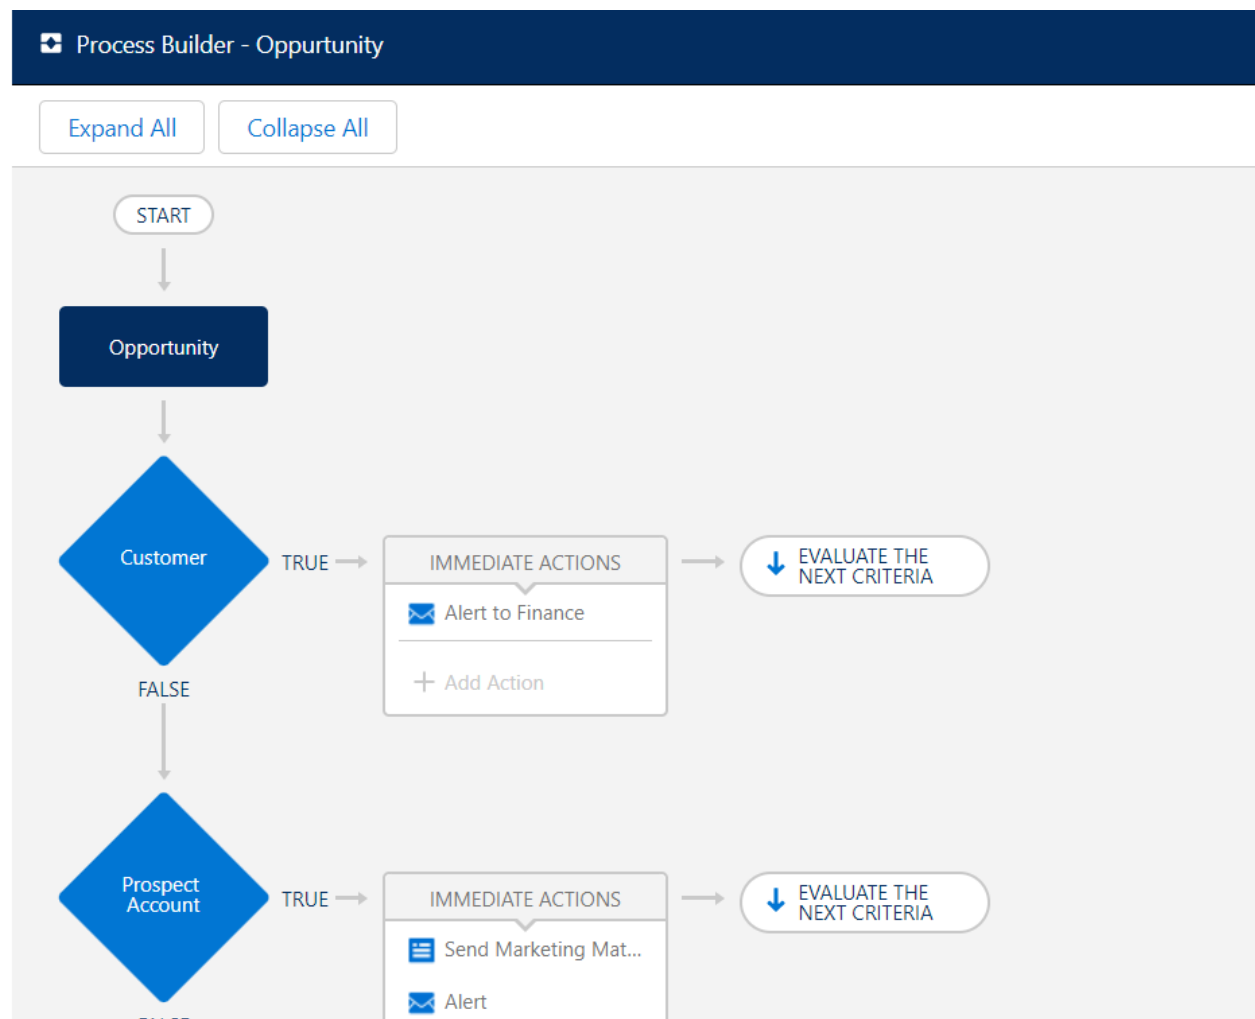 Process Builder - Oppurtunity
Expand All
Collapse All
START
Opportunity
Customer
TRUE
IMMEDIATE ACTIONS
EVALUATE THE
NEXT CRITERIA
Alert to Finance
Add Action
FALSE
Prospect
Account
TRUE
IMMEDIATE ACTIONS
EVALUATE THE
NEXT CRITERIA
Send Marketing Mat...
Alert